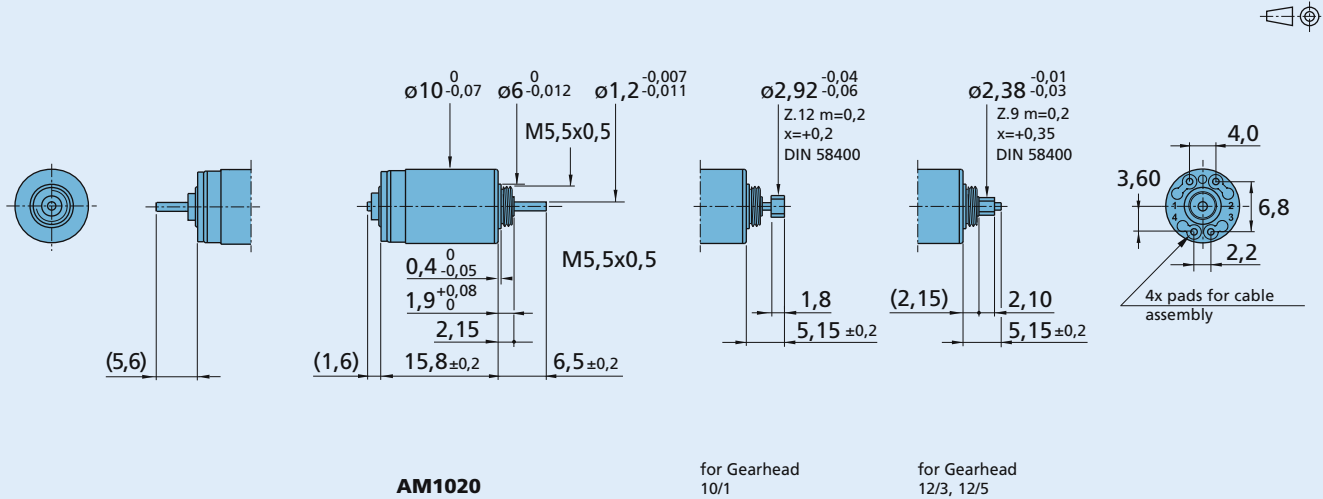 ø10 0 -0,07
ø6 0 -0,012
ø1,2 -0,007 -0,011
M5,5x0,5
M5,5x0,5
0,4 0 -0,05
1,9 +0,08 0
2,15
(5,6)
(1,6)
15,8 ±0,2
6,5 ±0,2
AM1020
ø2,92 -0,04 -0,06
Z.12 m=0,2
x=+0,2
DIN 58400
1,8
5,15 ±0,2
for Gearhead
10/1
ø2,38 -0,01 -0,03
Z.9 m=0,2
x=+0,35
DIN 58400
(2,15)
2,10
5,15 ±0,2
for Gearhead
12/3, 12/5
4,0
3,60
6,8
1 2
4 3
2,2
4x pads for cable
assembly